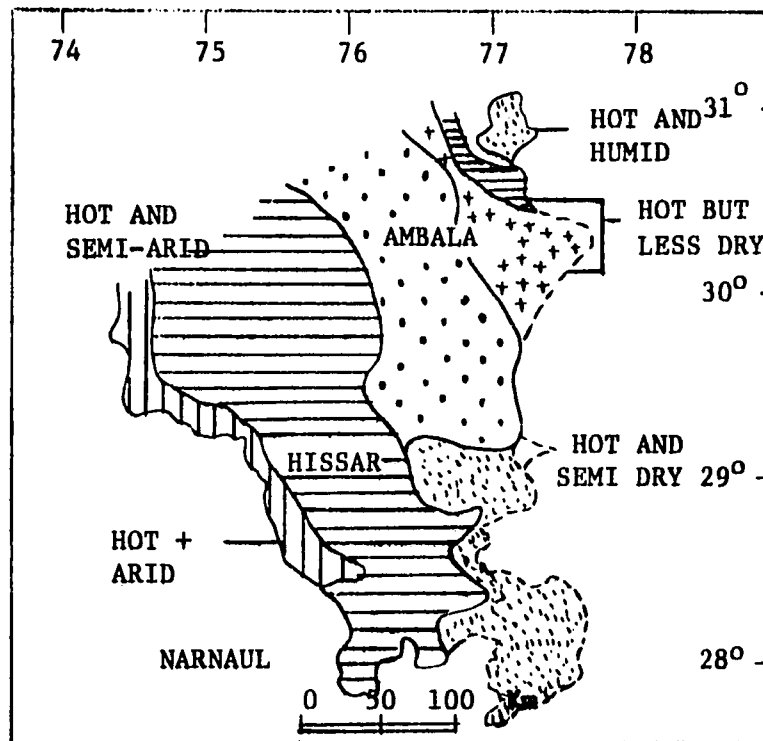 74 75 76 77 78
31°
HOT AND
HUMID
HOT AND
SEMI-ARID
AMBALA
HOT BUT
LESS DRY
30°
HISSAR
HOT AND
SEMI DRY
29°
HOT +
ARID
NARNAUL
28°
0 50 100 Km